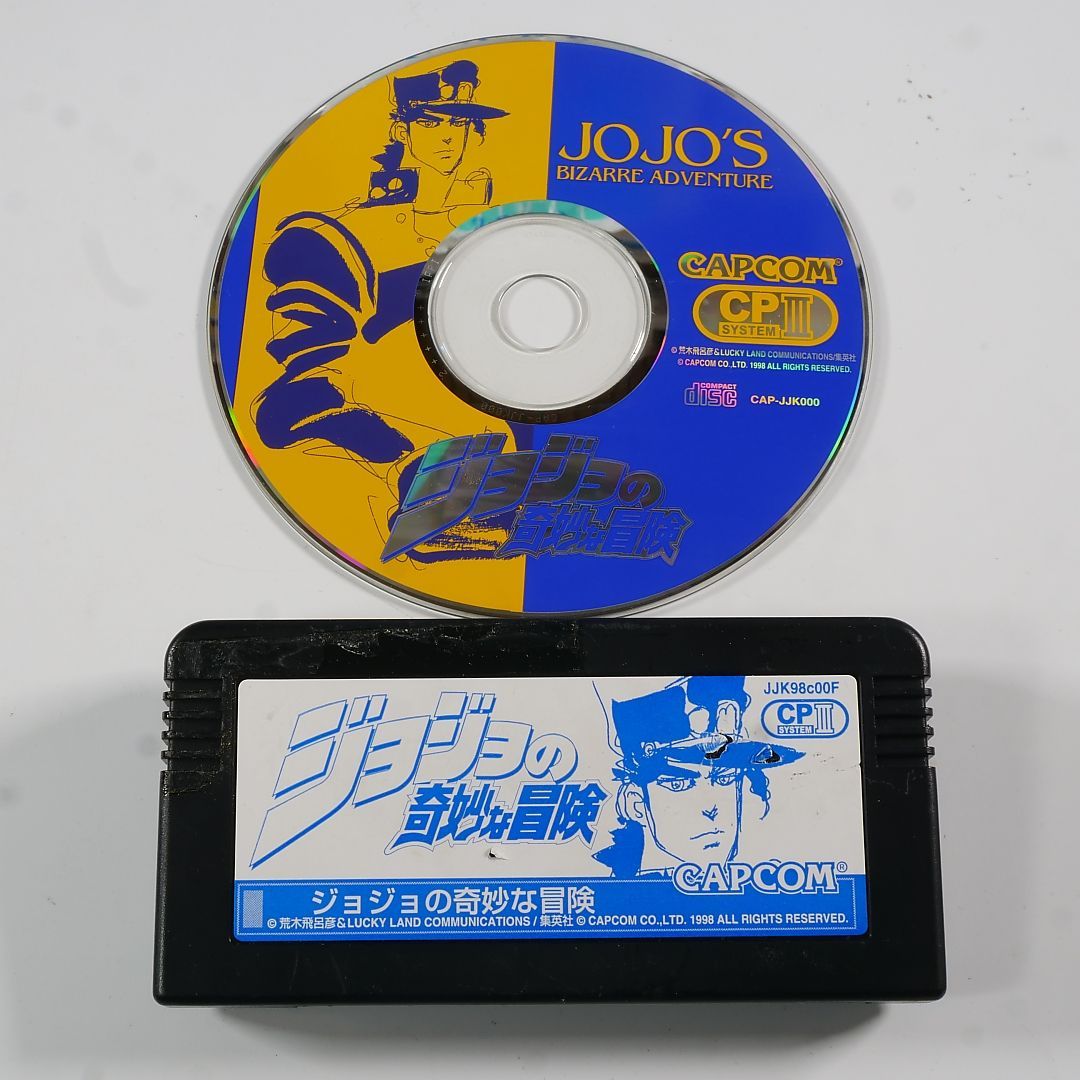 JOJO'S
BIZARRE ADVENTURE
CAPCOM®
CP SYSTEM III
© 荒木飛呂彦&LUCKY LAND COMMUNICATIONS/集英社
© CAPCOM CO.,LTD. 1998 ALL RIGHTS RESERVED.
COMPACT disc
CAP-JJK000
ジョジョの
奇妙な冒険
JJK98c00F
CP SYSTEM III
ジョジョの
奇妙な冒険
CAPCOM®
ジョジョの奇妙な冒険
© 荒木飛呂彦&LUCKY LAND COMMUNICATIONS / 集英社 © CAPCOM CO.,LTD. 1998 ALL RIGHTS RESERVED.